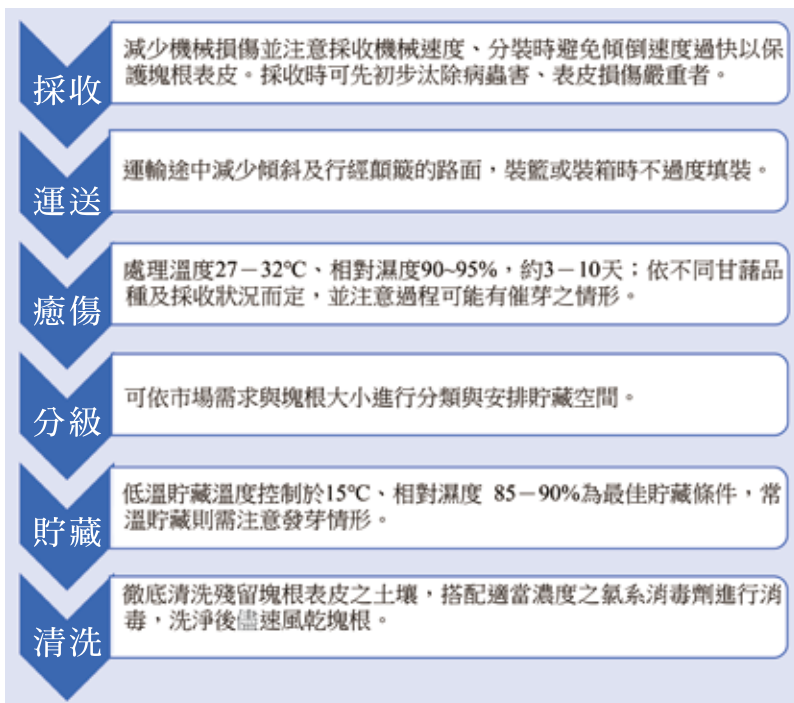 採收
減少機械損傷並注意採收機械速度、分裝時避免傾倒速度過快以保
護塊根表皮。採收時可先初步汰除病蟲害、表皮損傷嚴重者。
運送
運輸途中減少傾斜及行經顛簸的路面，裝籃或裝箱時不過度填裝。
癒傷
處理溫度27－32℃、相對濕度90~95%，約3－10天；依不同甘藷品
種及採收狀況而定，並注意過程可能有催芽之情形。
分級
可依市場需求與塊根大小進行分類與安排貯藏空間。
貯藏
低溫貯藏溫度控制於15℃、相對濕度 85－90%為最佳貯藏條件，常
溫貯藏則需注意發芽情形。
清洗
徹底清洗殘留塊根表皮之土壤，搭配適當濃度之氯系消毒劑進行消
毒，洗淨後儘速風乾塊根。